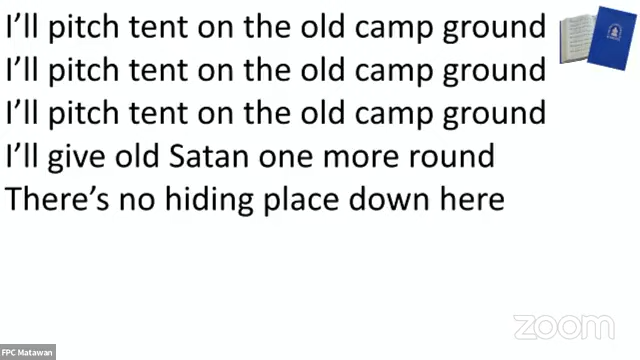 I'll pitch tent on the old camp ground
I'll pitch tent on the old camp ground
I'll pitch tent on the old camp ground
I'll give old Satan one more round
There's no hiding place down here
zoom
FPC Matawan